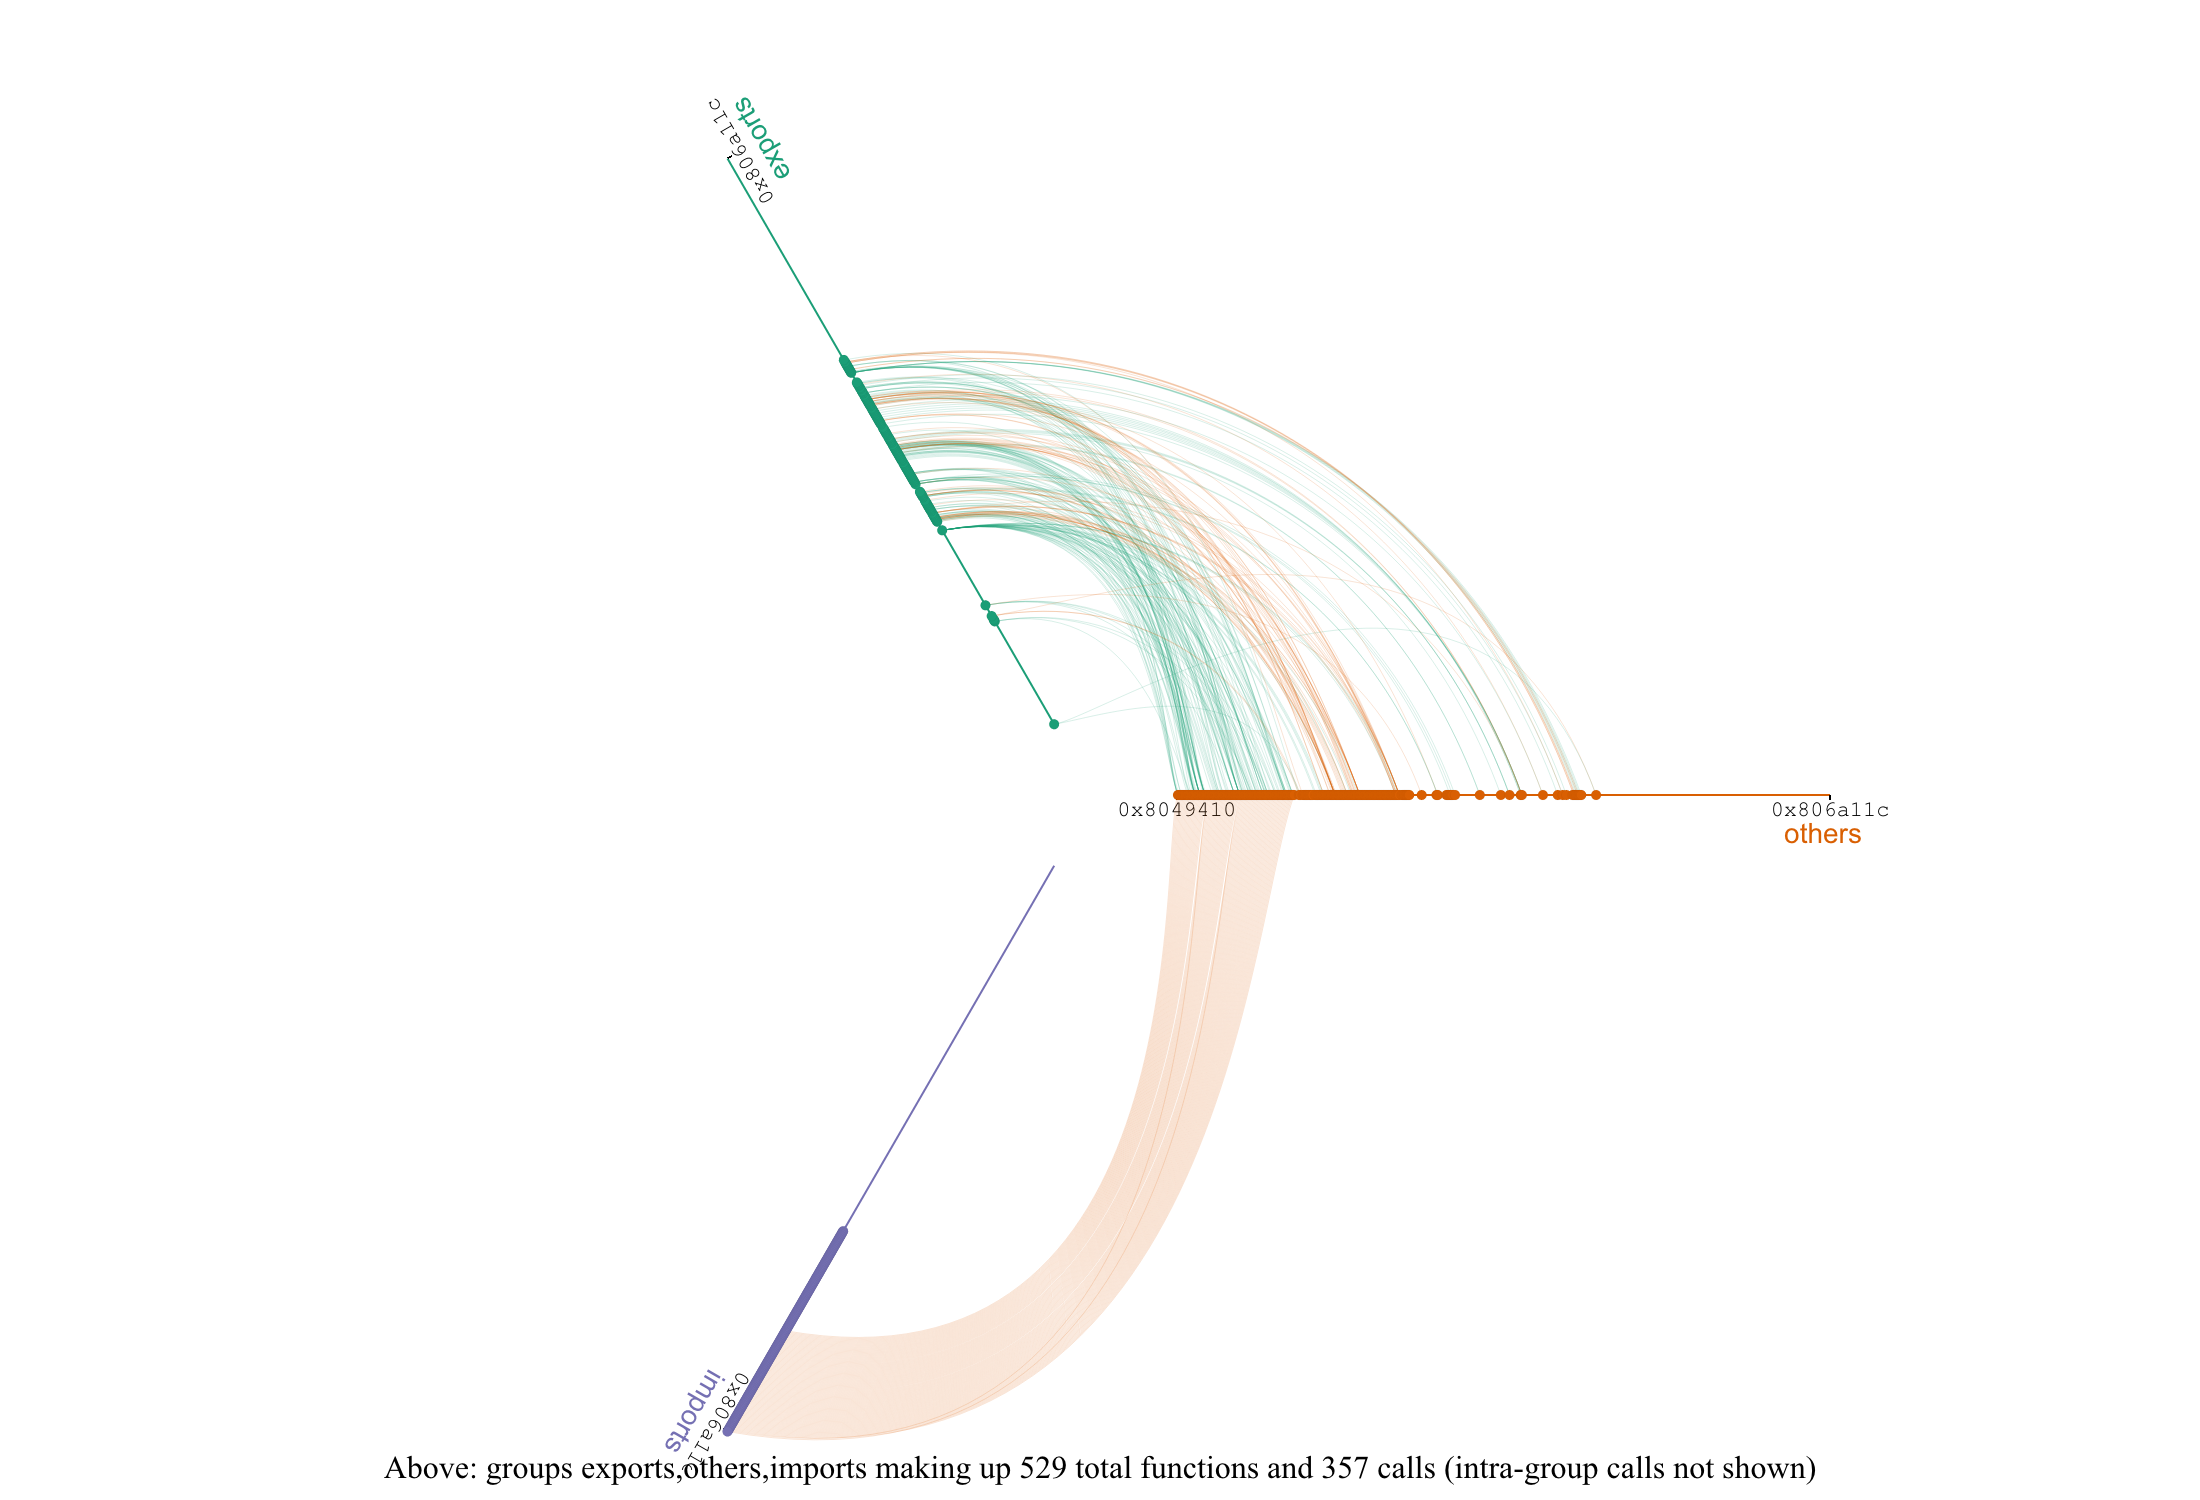 exports
0x806a11c
0x8049410
0x806a11c
others
imports
0x806a11c
Above: groups exports,others,imports making up 529 total functions and 357 calls (intra-group calls not shown)